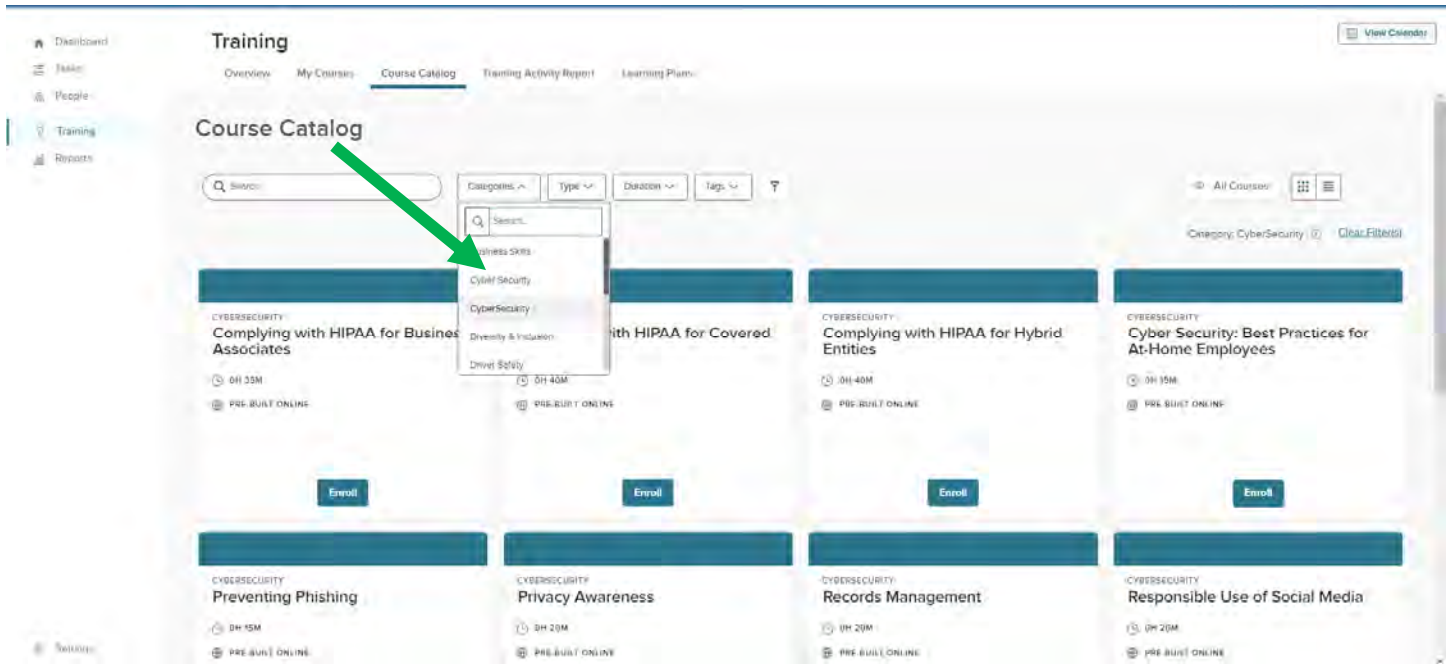 Dashboard
Tasks
People
Training
Reports
Settings
Training
View Calendar
Overview My Courses Course Catalog Training Activity Report Learning Plans
Course Catalog
Search
Categories Type Duration Tags
All Courses
Search...
Business Skills
Cyber Security
CyberSecurity
Diversity & Inclusion
Driver Safety
Category: CyberSecurity Clear Filter(s)
CYBERSECURITY
Complying with HIPAA for Busines
Associates
0H 35M
PRE-BUILT ONLINE
Enroll
ith HIPAA for Covered
0H 40M
PRE-BUILT ONLINE
Enroll
CYBERSECURITY
Complying with HIPAA for Hybrid
Entities
0H 40M
PRE-BUILT ONLINE
Enroll
CYBERSECURITY
Cyber Security: Best Practices for
At-Home Employees
0H 15M
PRE-BUILT ONLINE
Enroll
CYBERSECURITY
Preventing Phishing
0H 15M
PRE-BUILT ONLINE
CYBERSECURITY
Privacy Awareness
0H 20M
PRE-BUILT ONLINE
CYBERSECURITY
Records Management
0H 20M
PRE-BUILT ONLINE
CYBERSECURITY
Responsible Use of Social Media
0H 20M
PRE-BUILT ONLINE